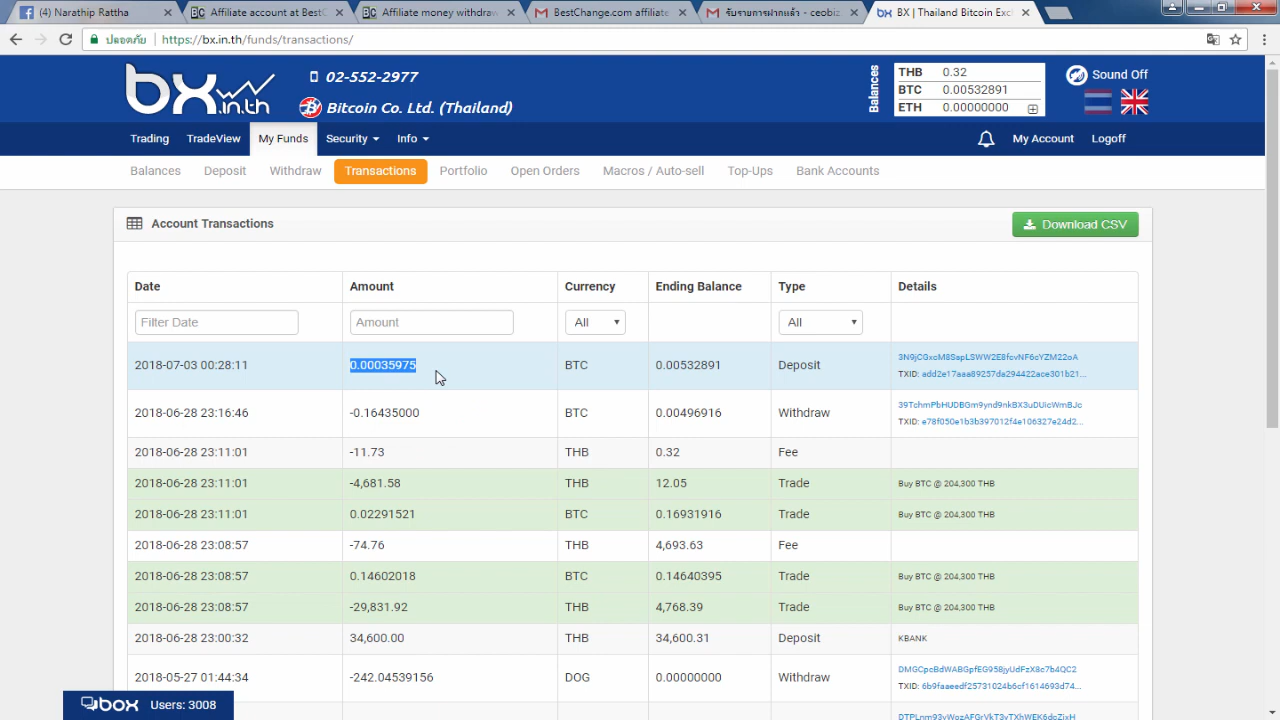 (4) Narathip Rattha
Affiliate account at BestC
Affiliate money withdraw
BestChange.com affiliate
รับรายการฝากแล้ว - ceobiz
BX | Thailand Bitcoin Exc
ปลอดภัย https://bx.in.th/funds/transactions/
bx.in.th
02-552-2977
Bitcoin Co. Ltd. (Thailand)
Balances
THB 0.32
BTC 0.00532891
ETH 0.00000000
Sound Off
Trading TradeView My Funds Security Info My Account Logoff
Balances Deposit Withdraw Transactions Portfolio Open Orders Macros / Auto-sell Top-Ups Bank Accounts
Account Transactions Download CSV
Date Amount Currency Ending Balance Type Details
Filter Date Amount All All
2018-07-03 00:28:11 0.00035975 BTC 0.00532891 Deposit
TXID:
2018-06-28 23:16:46 -0.16435000 BTC 0.00496916 Withdraw
TXID:
2018-06-28 23:11:01 -11.73 THB 0.32 Fee
2018-06-28 23:11:01 -4,681.58 THB 12.05 Trade Buy BTC @ 204,300 THB
2018-06-28 23:11:01 0.02291521 BTC 0.16931916 Trade Buy BTC @ 204,300 THB
2018-06-28 23:08:57 -74.76 THB 4,693.63 Fee
2018-06-28 23:08:57 0.14602018 BTC 0.14640395 Trade Buy BTC @ 204,300 THB
2018-06-28 23:08:57 -29,831.92 THB 4,768.39 Trade Buy BTC @ 204,300 THB
2018-06-28 23:00:32 34,600.00 THB 34,600.31 Deposit KBANK
2018-05-27 01:44:34 -242.04539156 DOG 0.00000000 Withdraw
TXID:
box Users: 3008